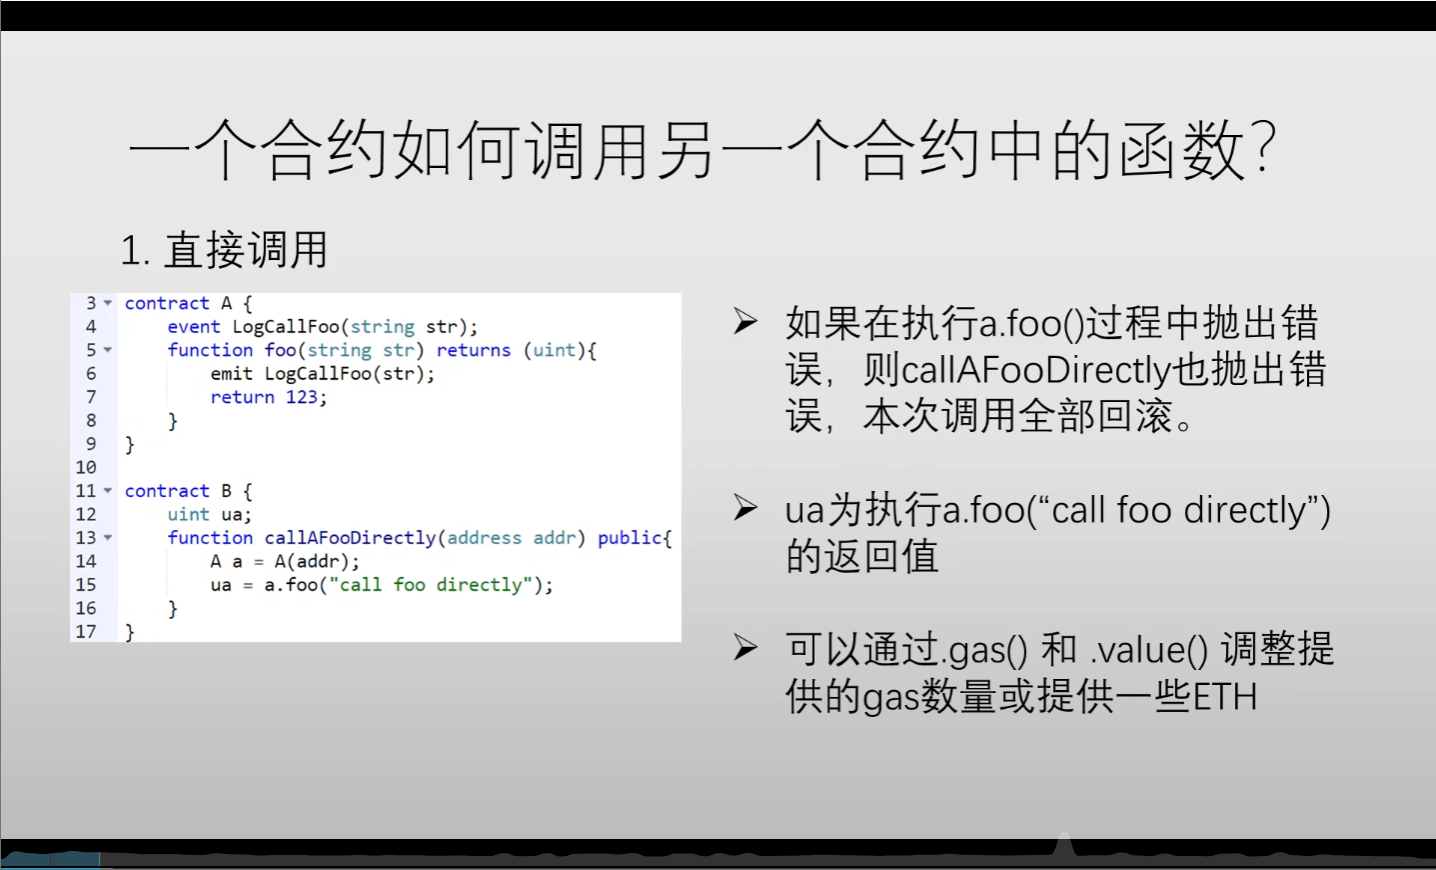 一个合约如何调用另一个合约中的函数？
1. 直接调用
3 contract A {
4     event LogCallFoo(string str);
5     function foo(string str) returns (uint){
6         emit LogCallFoo(str);
7         return 123;
8     }
9 }
10
11 contract B {
12     uint ua;
13     function callAFooDirectly(address addr) public{
14         A a = A(addr);
15         ua = a.foo("call foo directly");
16     }
17 }
➢ 如果在执行a.foo()过程中抛出错
误，则callAFooDirectly也抛出错
误，本次调用全部回滚。
➢ ua为执行a.foo(“call foo directly”)
的返回值
➢ 可以通过.gas() 和 .value() 调整提
供的gas数量或提供一些ETH